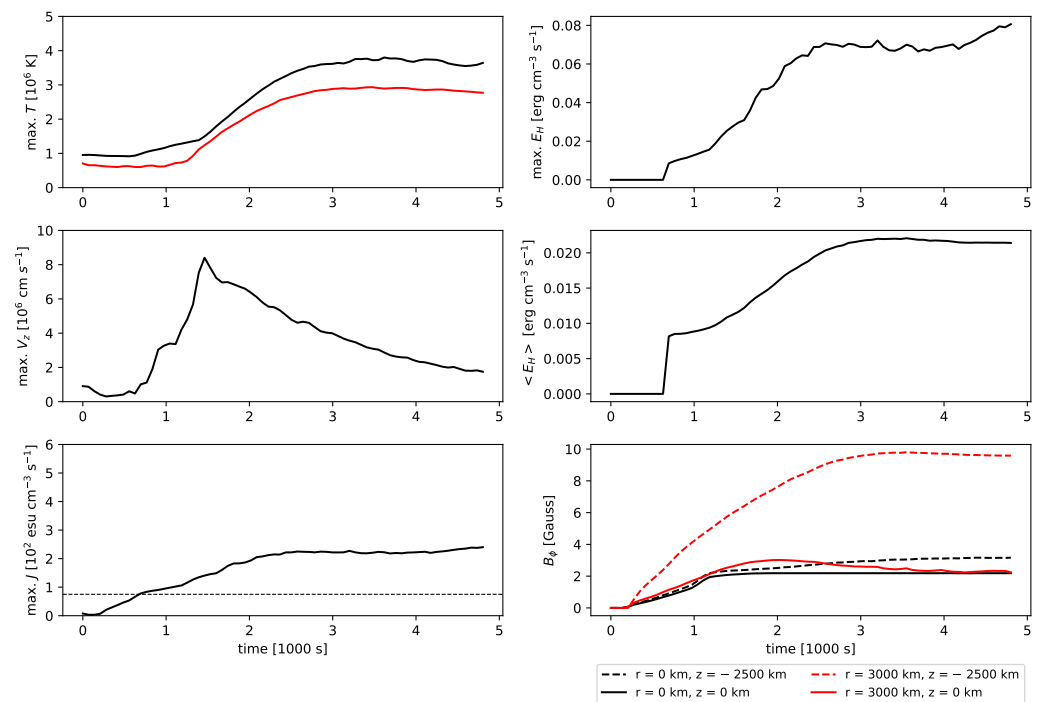 max. T [10⁶ K]
5
4
3
2
1
0
0 1 2 3 4 5
max. E_H [erg cm⁻³ s⁻¹]
0.08
0.06
0.04
0.02
0.00
0 1 2 3 4 5
max. V_z [10⁶ cm s⁻¹]
10
8
6
4
2
0
0 1 2 3 4 5
< E_H > [erg cm⁻³ s⁻¹]
0.020
0.015
0.010
0.005
0.000
0 1 2 3 4 5
max. J [10² esu cm⁻³ s⁻¹]
6
5
4
3
2
1
0
0 1 2 3 4 5
time [1000 s]
B_ϕ [Gauss]
10
8
6
4
2
0
0 1 2 3 4 5
time [1000 s]
r = 0 km, z = − 2500 km r = 3000 km, z = − 2500 km
r = 0 km, z = 0 km r = 3000 km, z = 0 km